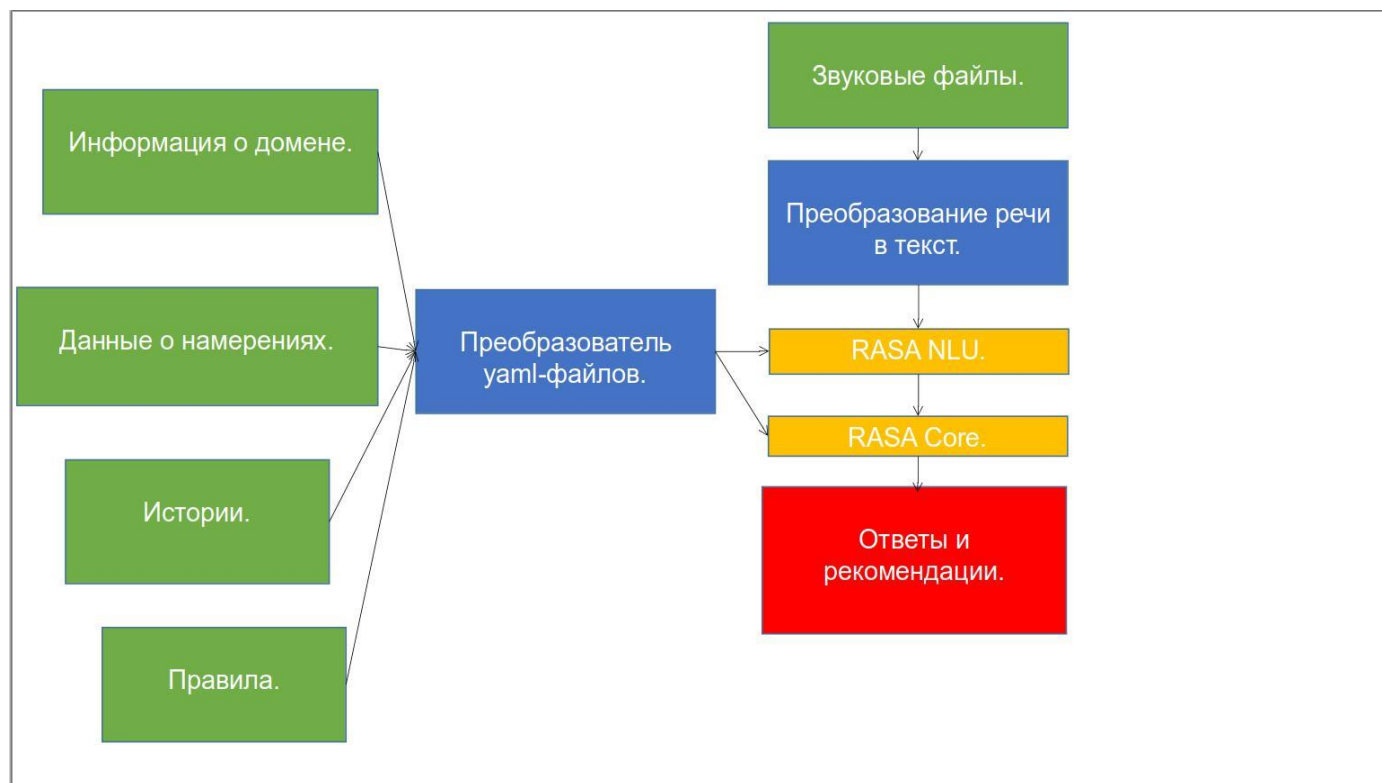 Звуковые файлы.
Информация о домене.
Преобразование речи
в текст.
Данные о намерениях.
Преобразователь
yaml-файлов.
RASA NLU.
RASA Core.
Истории.
Ответы и
рекомендации.
Правила.